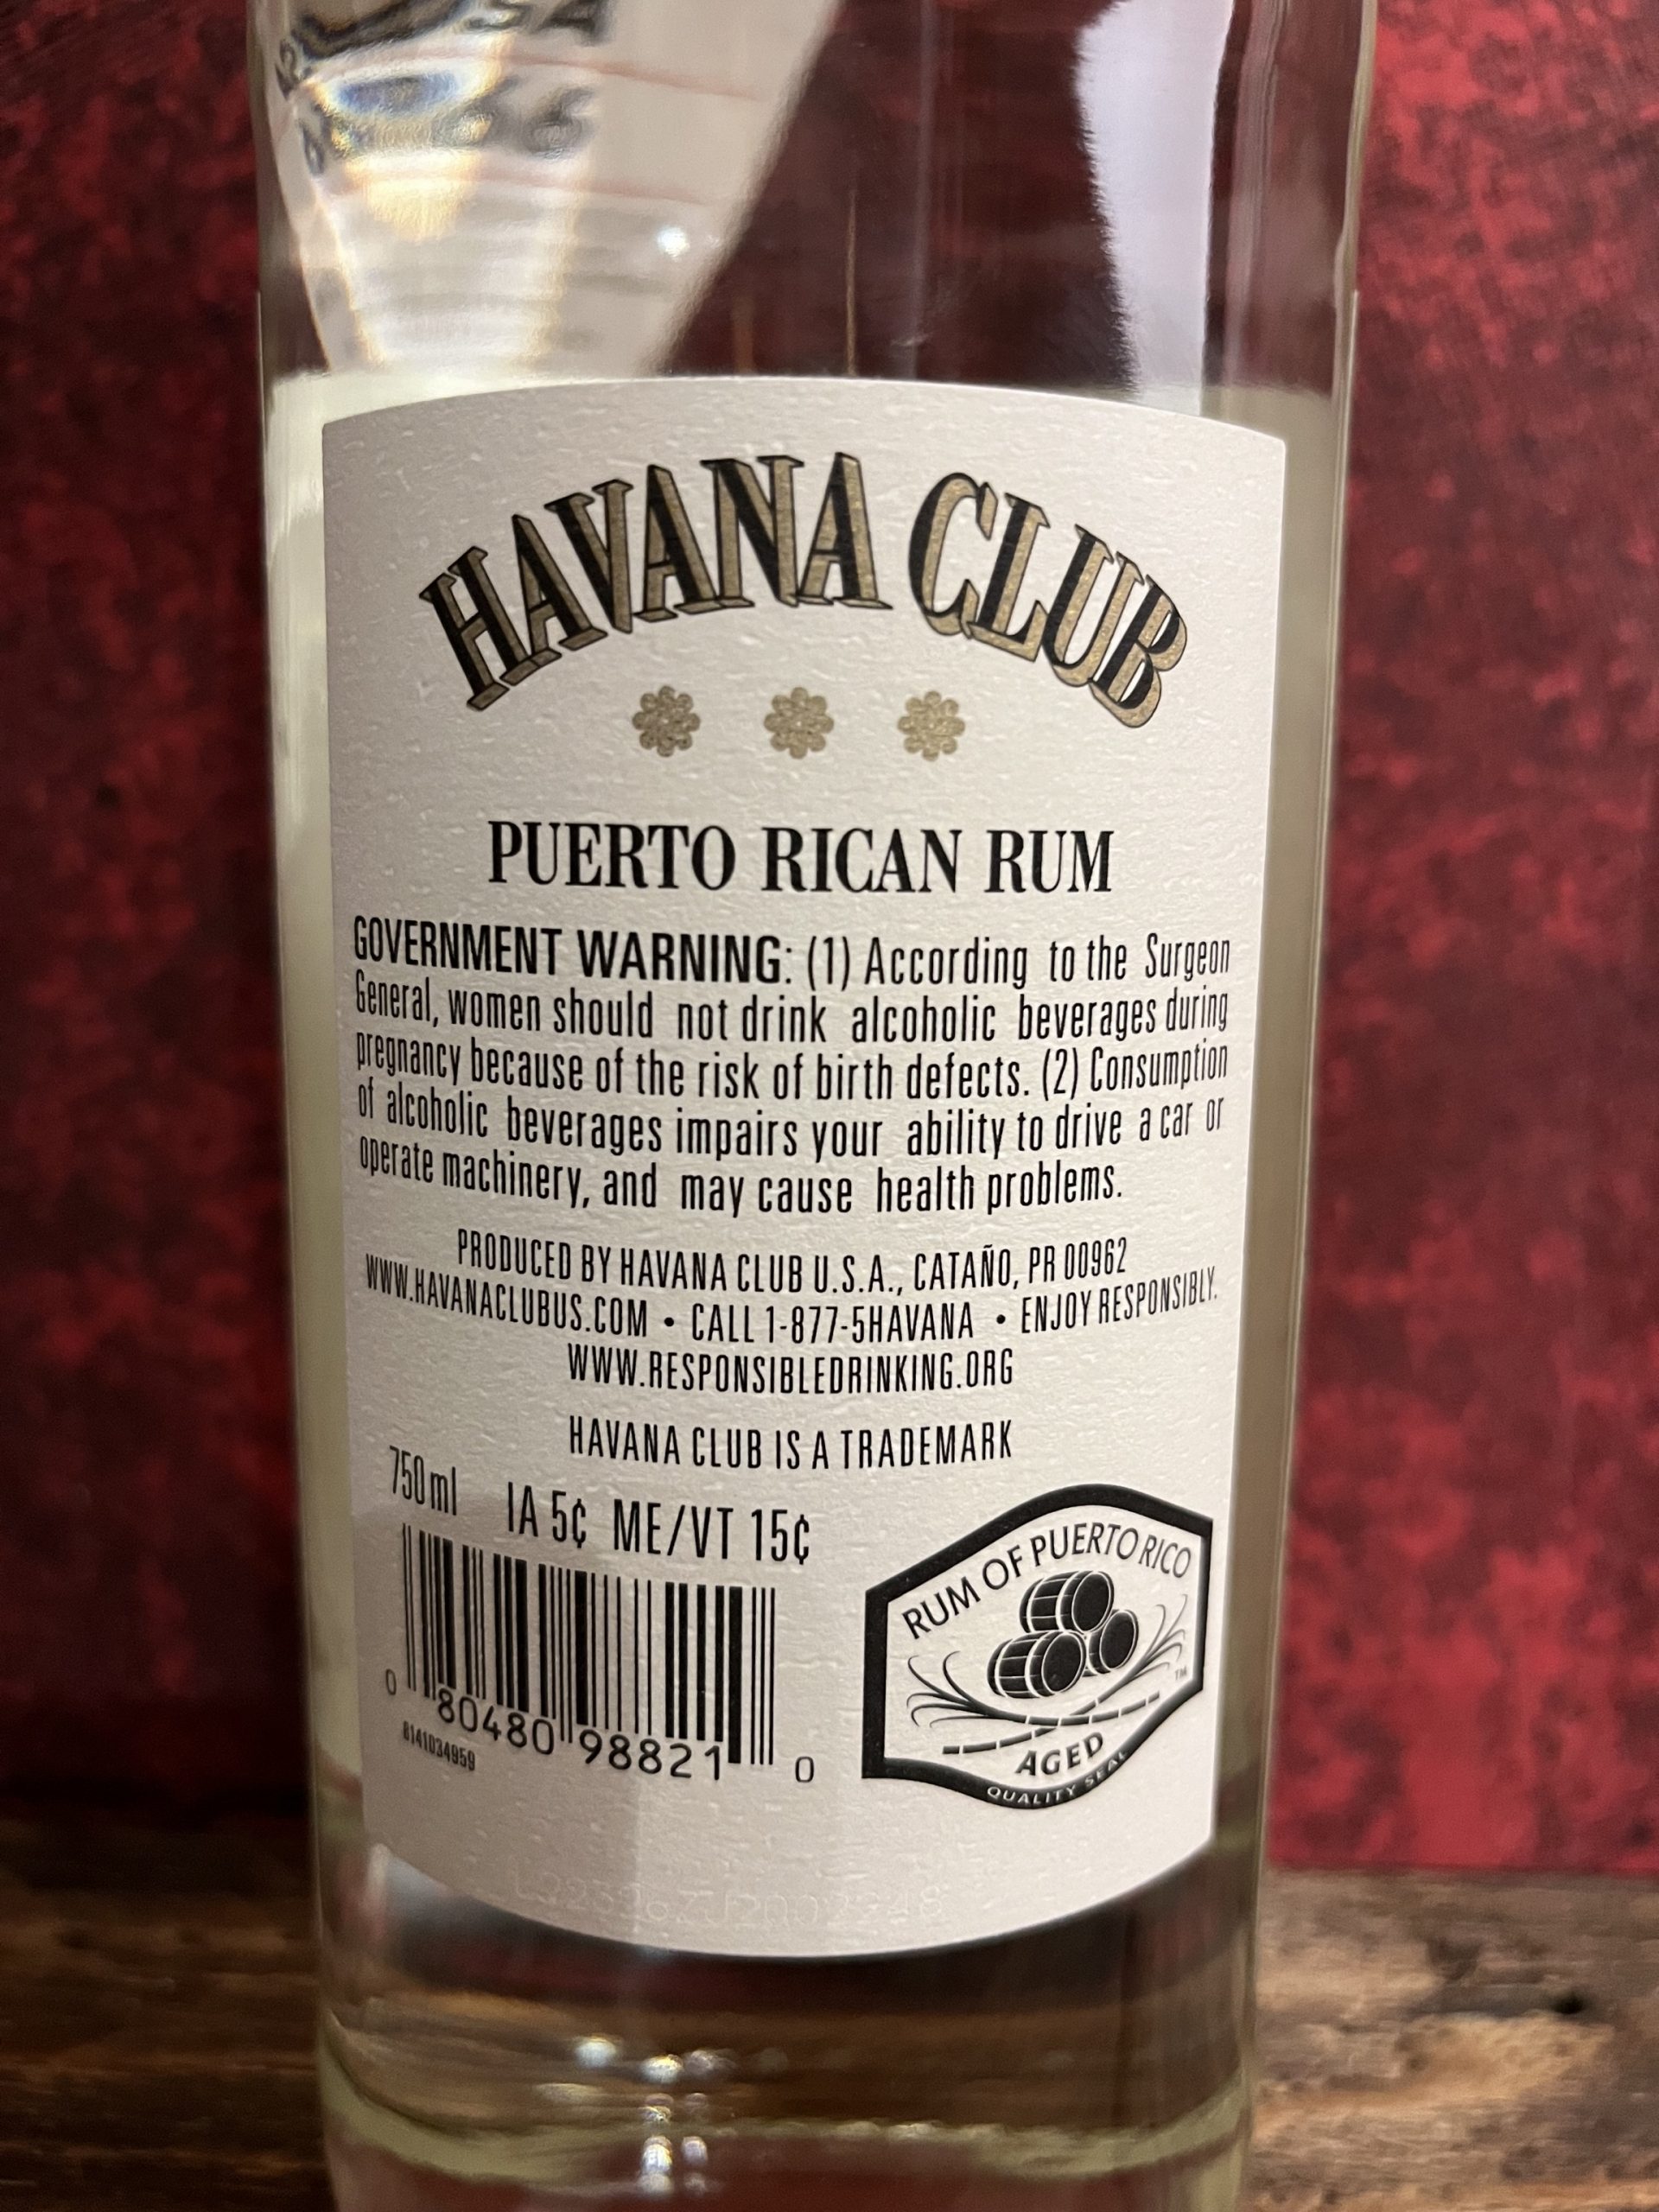 HAVANA CLUB
PUERTO RICAN RUM
GOVERNMENT WARNING: (1) According to the Surgeon
General, women should not drink alcoholic beverages during
pregnancy because of the risk of birth defects. (2) Consumption
of alcoholic beverages impairs your ability to drive a car or
operate machinery, and may cause health problems.
PRODUCED BY HAVANA CLUB U.S.A., CATAÑO, PR 00962
WWW.HAVANACLUBUS.COM • CALL 1-877-5HAVANA • ENJOY RESPONSIBLY.
WWW.RESPONSIBLEDRINKING.ORG
HAVANA CLUB IS A TRADEMARK
750ml IA 5¢ ME/VT 15¢
0 80480 98821 0
8141034959
RUM OF PUERTO RICO
TM
AGED
QUALITY SEAL